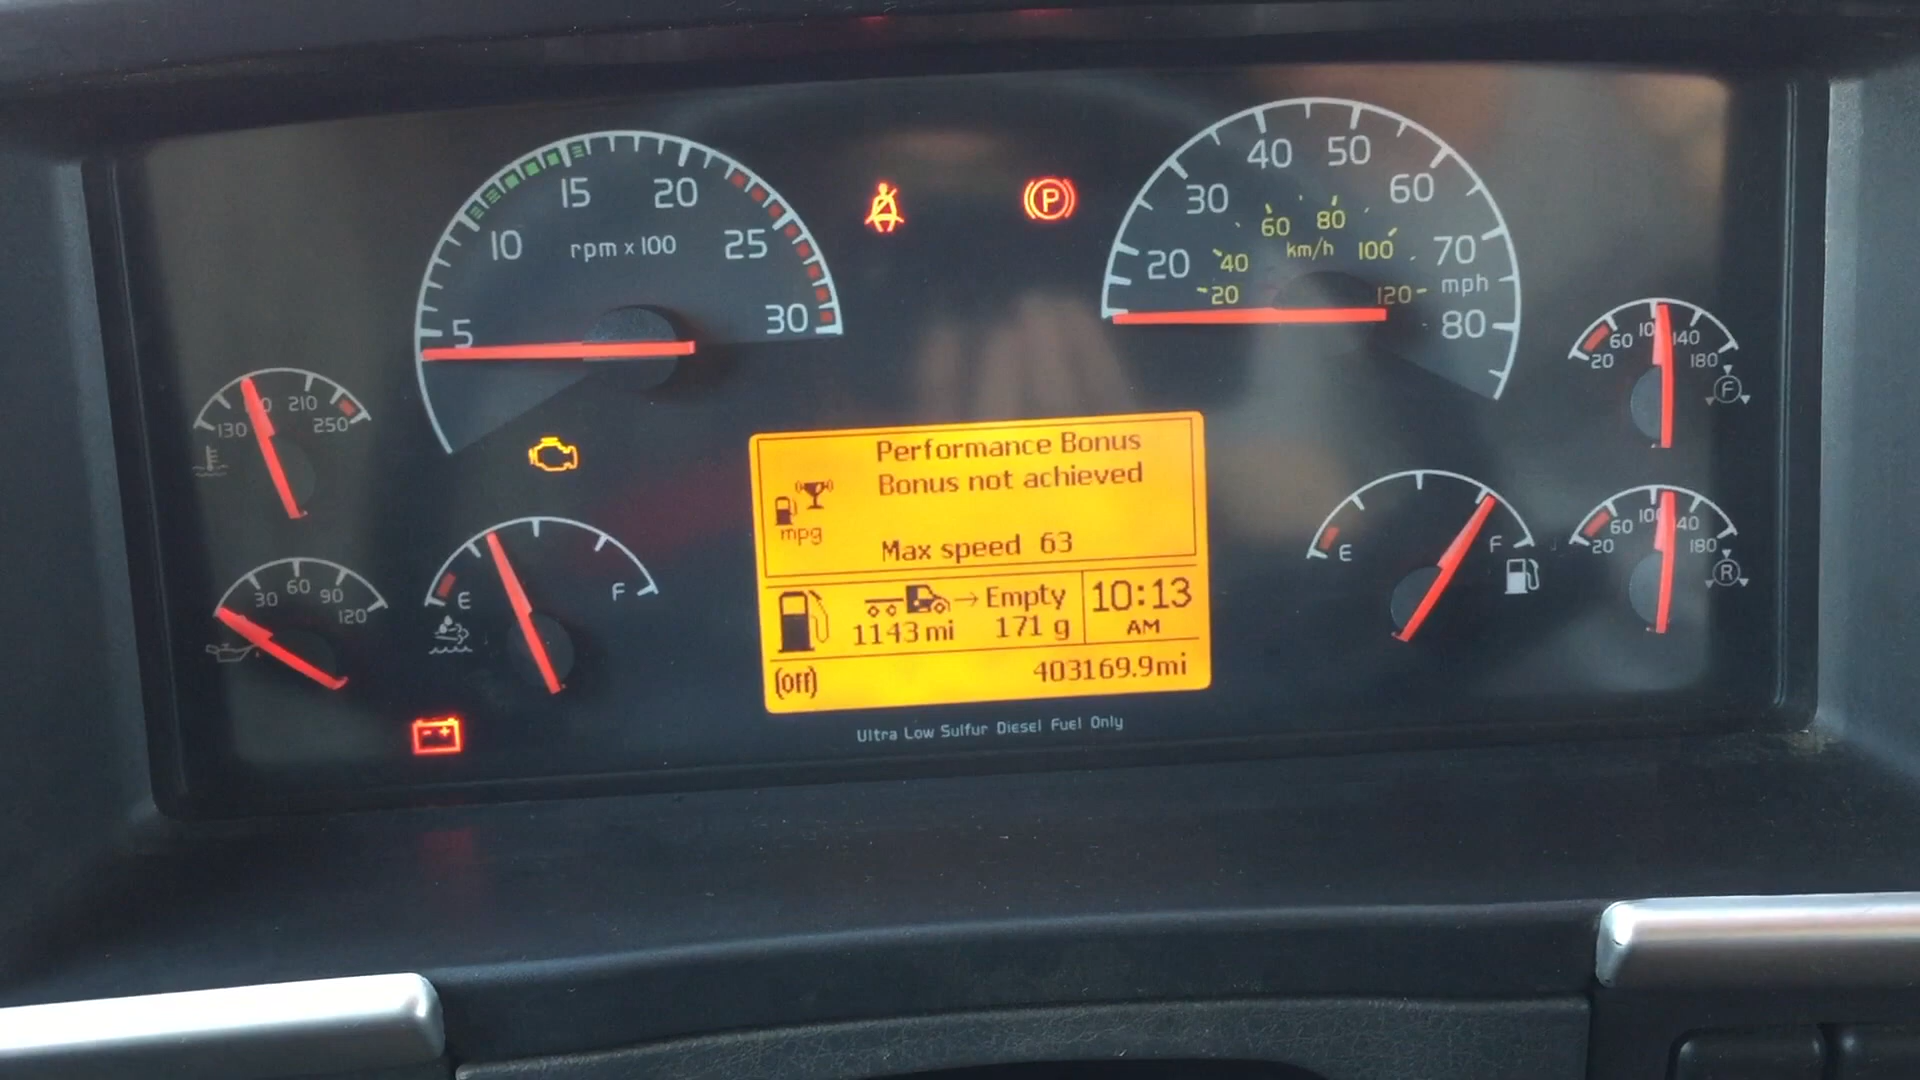 15 20
10 25
rpm x 100
5 30
P
40 50
30 60
60 80
20 40 km/h 100 70
20 120 mph
80
60 140
20 180
F
210
130 250
Performance Bonus
Bonus not achieved
mpg
Max speed 63
→ Empty
1143 mi 171 g
10:13
AM
(off)
403169.9mi
E F
E F
30 60 90
120
60 100 140
20 180
R
Ultra Low Sulfur Diesel Fuel Only